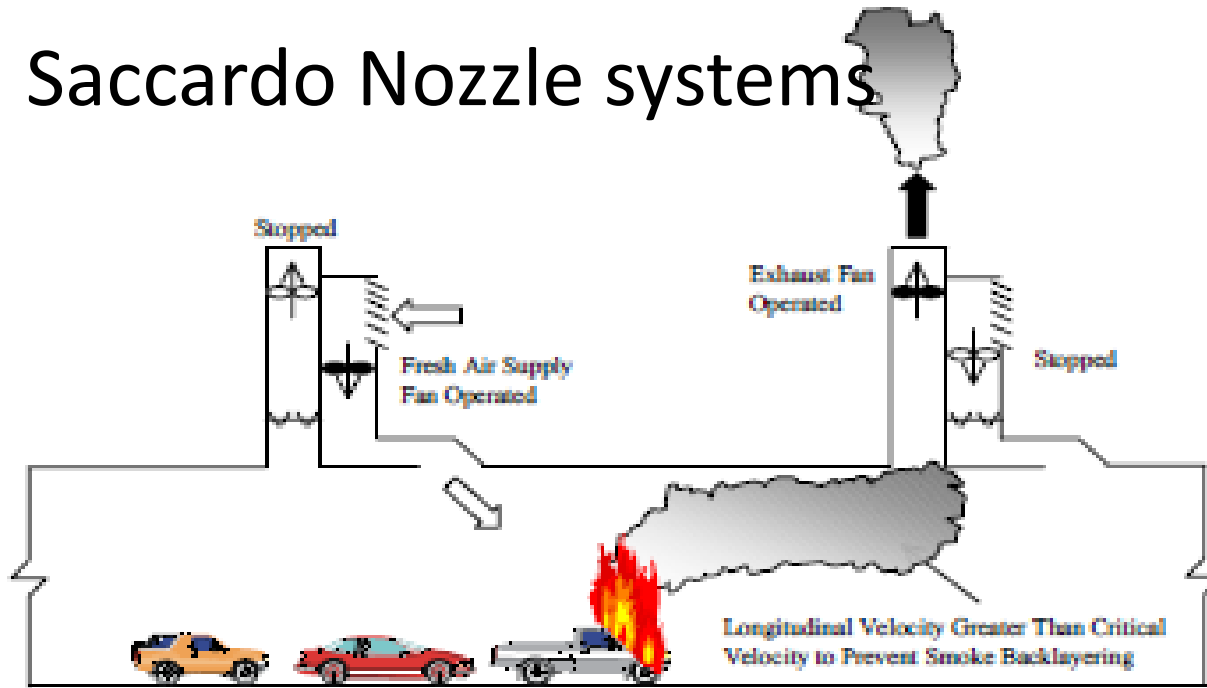 Saccardo Nozzle systems
Stopped
Exhaust Fan
Operated
Fresh Air Supply
Fan Operated
Stopped
Longitudinal Velocity Greater Than Critical
Velocity to Prevent Smoke Backlayering